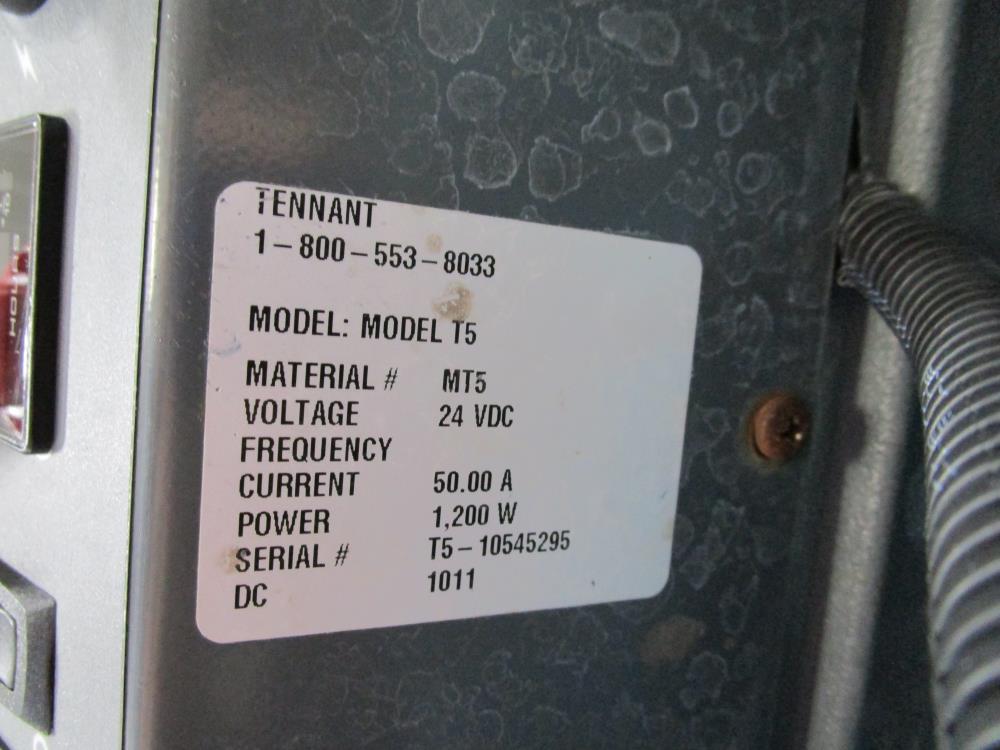 TENNANT
1-800-553-8033
MODEL: MODEL T5
MATERIAL # MT5
VOLTAGE 24 VDC
FREQUENCY
CURRENT 50.00 A
POWER 1,200 W
SERIAL # T5-10545295
DC 1011